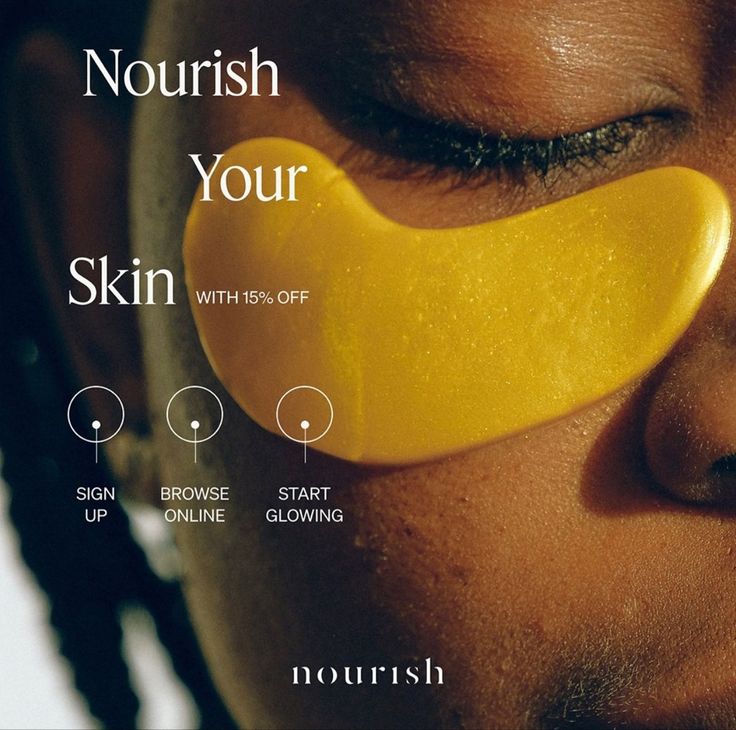 Nourish
Your
Skin WITH 15% OFF
SIGN
UP
BROWSE
ONLINE
START
GLOWING
nourish